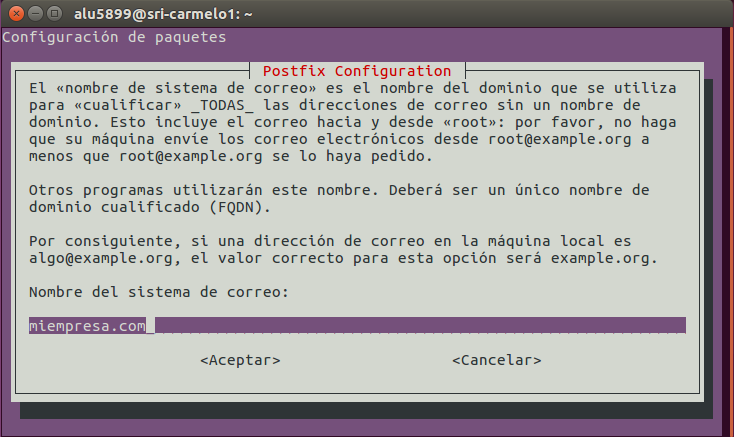 alu5899@sri-carmelo1: ~
Configuración de paquetes
Postfix Configuration
El «nombre de sistema de correo» es el nombre del dominio que se utiliza
para «cualificar» _TODAS_ las direcciones de correo sin un nombre de
dominio. Esto incluye el correo hacia y desde «root»: por favor, no haga
que su máquina envíe los correo electrónicos desde root@example.org a
menos que root@example.org se lo haya pedido.
Otros programas utilizarán este nombre. Deberá ser un único nombre de
dominio cualificado (FQDN).
Por consiguiente, si una dirección de correo en la máquina local es
algo@example.org, el valor correcto para esta opción será example.org.
Nombre del sistema de correo:
miempresa.com
<Aceptar> <Cancelar>